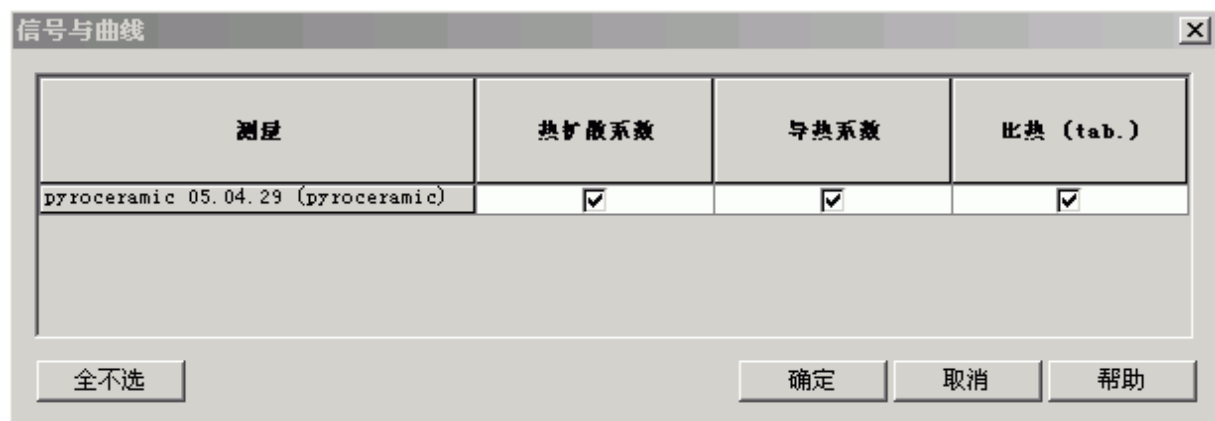 信号与曲线
测量 热扩散系数 导热系数 比热 (tab.)
pyroceramic 05.04.29 (pyroceramic)
全不选 确定 取消 帮助